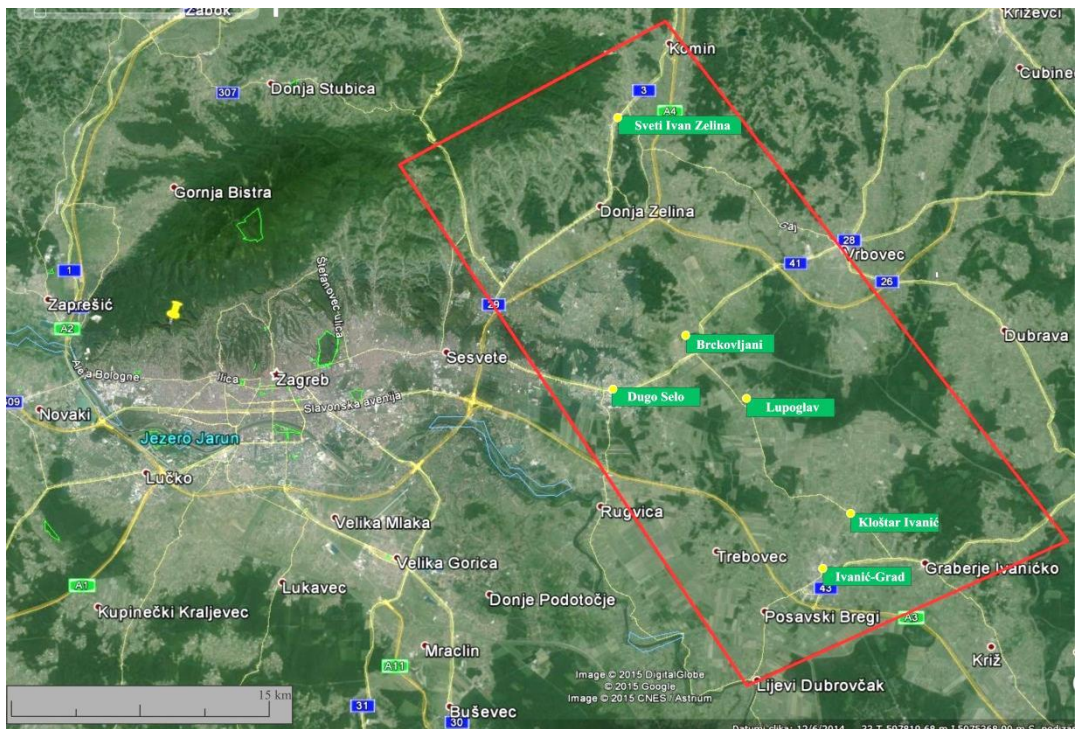 Zabok
Križevci
Komin
Cubinec
307
Donja Stubica
3
A4
Sveti Ivan Zelina
Gornja Bistra
Donja Zelina
Gaj
28
Vrbovec
1
41
26
Štefanovec ulica
Zaprešić
29
A2
Dubrava
Brckovljani
Sesvete
Aleja Bologne
Ilica
Zagreb
Dugo Selo
Lupoglav
Slavonska avenija
Novaki
Jezero Jarun
Lučko
Rugvica
Kloštar Ivanić
Velika Mlaka
Trebovec
Velika Gorica
Graberje Ivaničko
Ivanić-Grad
43
A1
Lukavec
Donje Podotočje
Kupinečki Kraljevec
Posavski Bregi
A3
Mraclin
Križ
A11
Image © 2015 DigitalGlobe
© 2015 Google
Image © 2015 CNES / Astrium
Lijevi Dubrovčak
15 km
31
Buševec
30